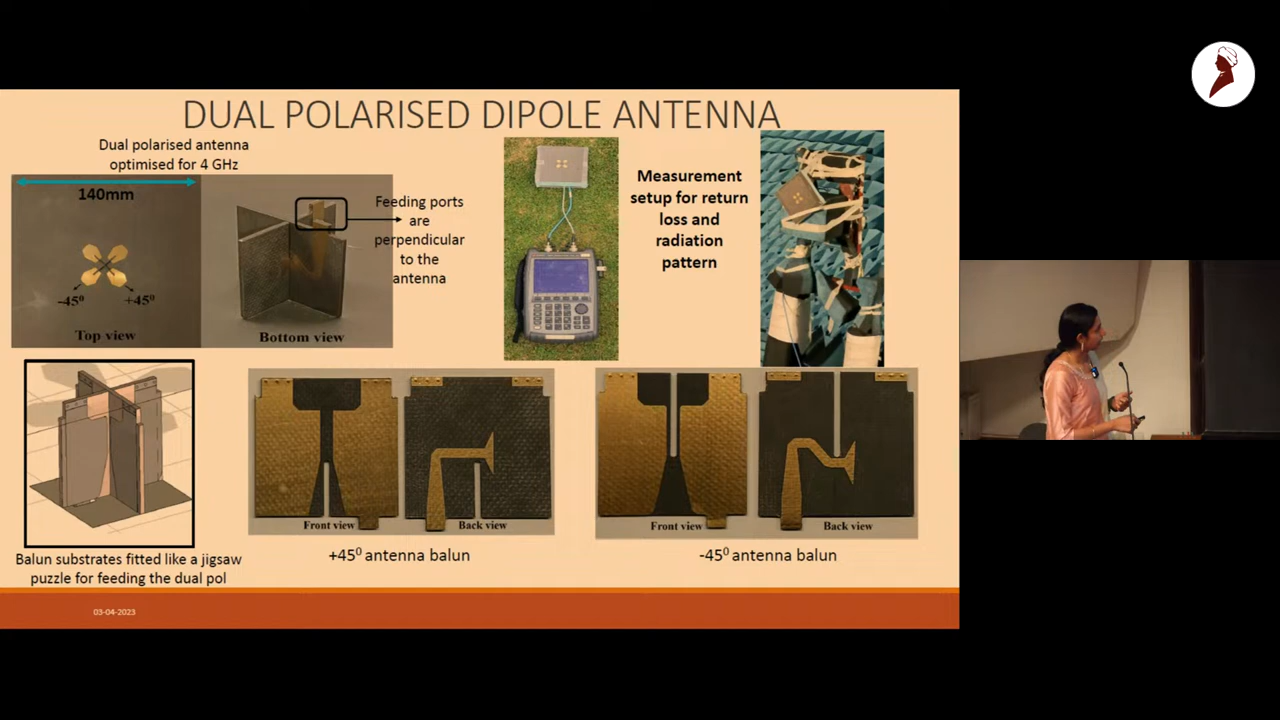 DUAL POLARISED DIPOLE ANTENNA
Dual polarised antenna
optimised for 4 GHz
140mm
-45⁰
+45⁰
Top view
Bottom view
Feeding ports
are
perpendicular
to the
antenna
Measurement
setup for return
loss and
radiation
pattern
Balun substrates fitted like a jigsaw
puzzle for feeding the dual pol
Front view
Back view
+45⁰ antenna balun
Front view
Back view
-45⁰ antenna balun
03-04-2023